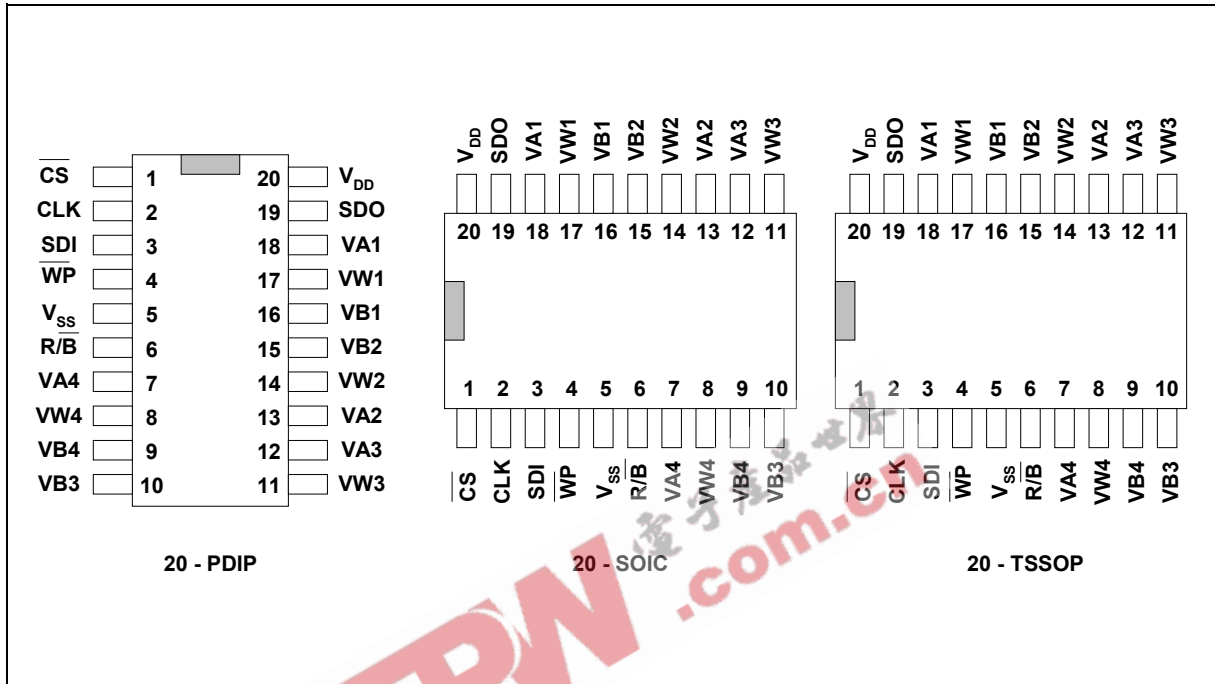 C̅S̅ 1 20 VDD
CLK 2 19 SDO
SDI 3 18 VA1
W̅P̅ 4 17 VW1
VSS 5 16 VB1
R/B̅ 6 15 VB2
VA4 7 14 VW2
VW4 8 13 VA2
VB4 9 12 VA3
VB3 10 11 VW3
20 - PDIP
VDD SDO VA1 VW1 VB1 VB2 VW2 VA2 VA3 VW3
20 19 18 17 16 15 14 13 12 11
1 2 3 4 5 6 7 8 9 10
C̅S̅ CLK SDI W̅P̅ VSS R/B̅ VA4 VW4 VB4 VB3
20 - SOIC
VDD SDO VA1 VW1 VB1 VB2 VW2 VA2 VA3 VW3
20 19 18 17 16 15 14 13 12 11
1 2 3 4 5 6 7 8 9 10
C̅S̅ CLK SDI W̅P̅ VSS R/B̅ VA4 VW4 VB4 VB3
20 - TSSOP
電子產品世界
.com.cn